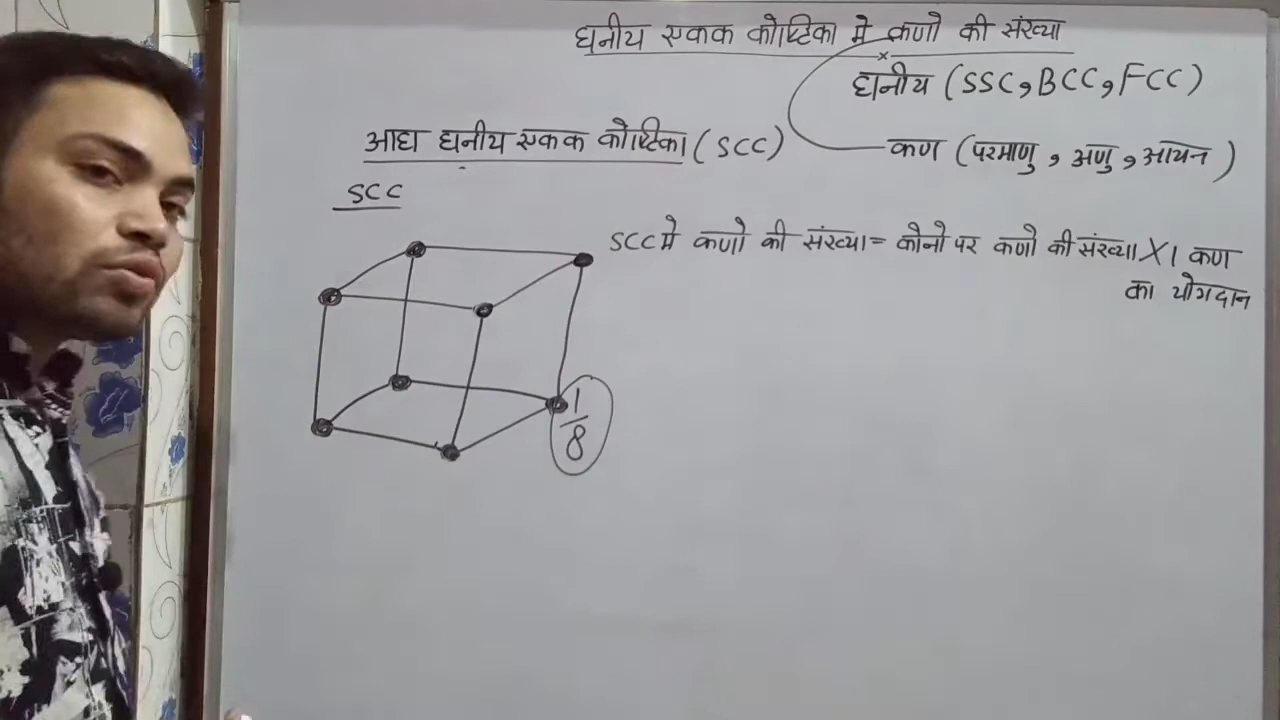 घनीय एकक कोष्टिका मे कणो की संख्या
घनीय (SSC,BCC,FCC)
आद्य घनीय एकक कोष्टिका (SCC)
कण (परमाणु, अणु, आयन)
SCC
SCC मे कणो की संख्या = कोनो पर कणो की संख्या X 1 कण
का योगदान
1
8